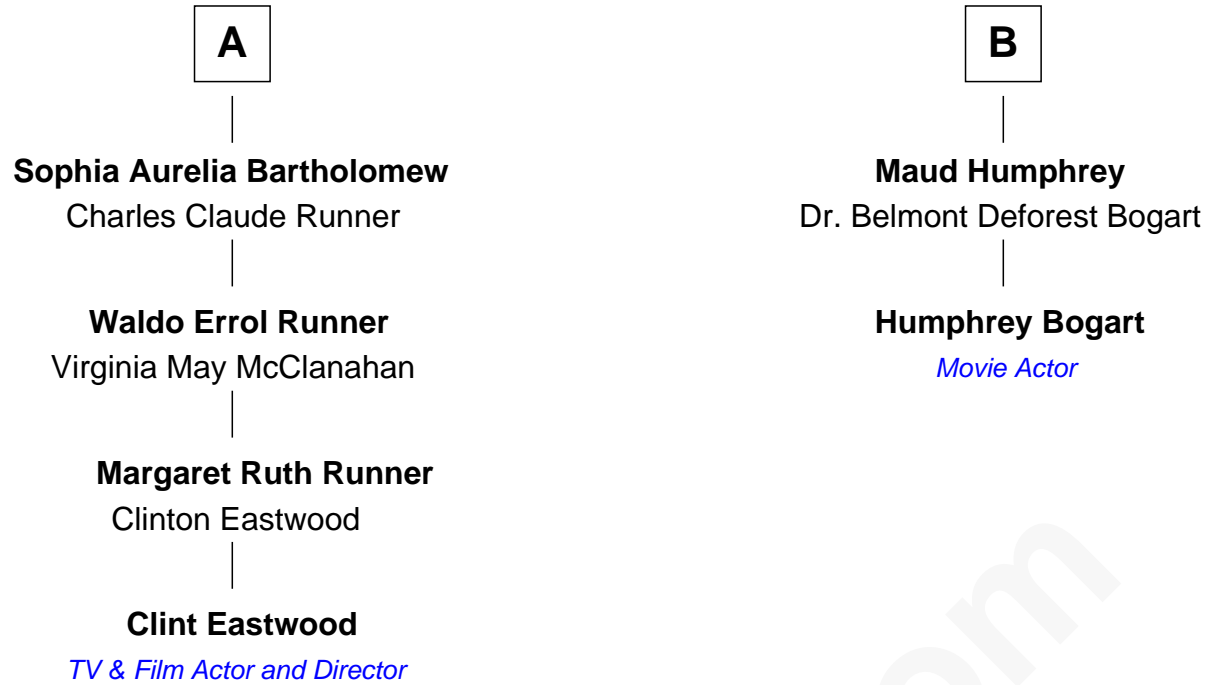 A
Sophia Aurelia Bartholomew
Charles Claude Runner
Waldo Errol Runner
Virginia May McClanahan
Margaret Ruth Runner
Clinton Eastwood
Clint Eastwood
TV & Film Actor and Director
B
Maud Humphrey
Dr. Belmont Deforest Bogart
Humphrey Bogart
Movie Actor
om